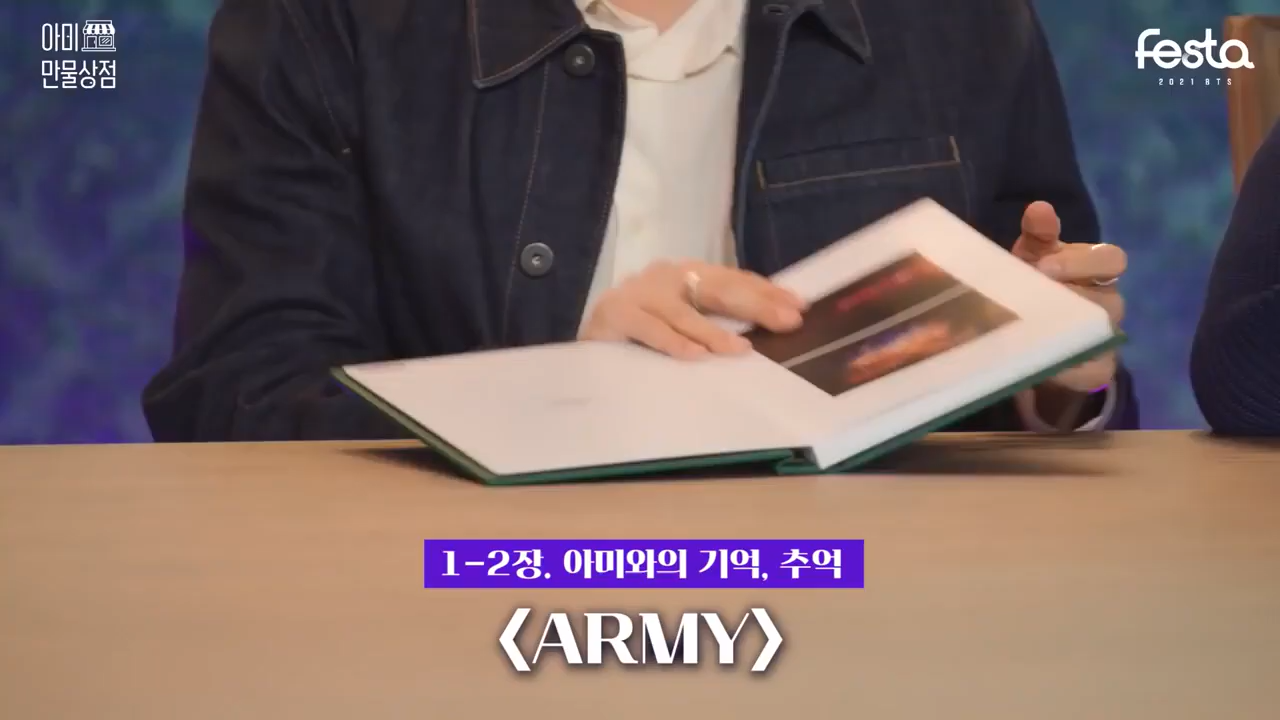 아미
만물상점
Festa
2021 BTS
1-2장. 아미와의 기억, 추억
《ARMY》